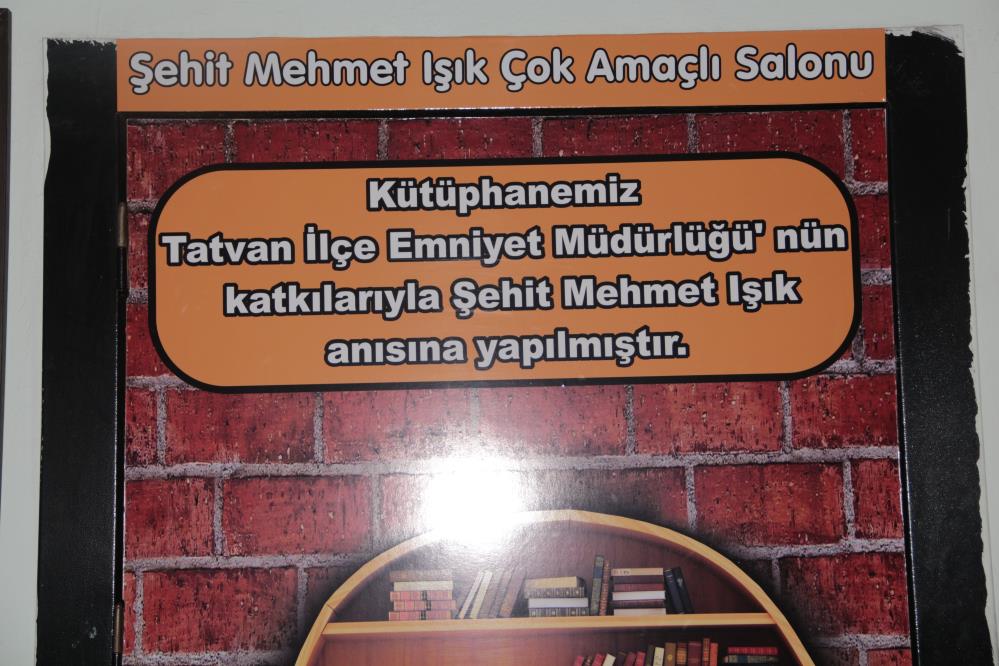 Şehit Mehmet Işık Çok Amaçlı Salonu
Kütüphanemiz
Tatvan İlçe Emniyet Müdürlüğü' nün
katkılarıyla Şehit Mehmet Işık
anısına yapılmıştır.